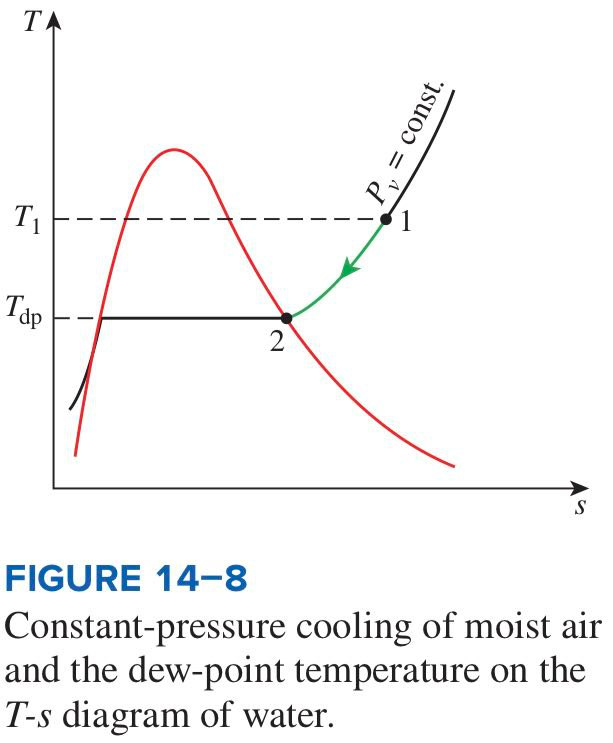 T
P_v = const.
T_1
1
T_dp
2
s
FIGURE 14–8
Constant-pressure cooling of moist air
and the dew-point temperature on the
T-s diagram of water.